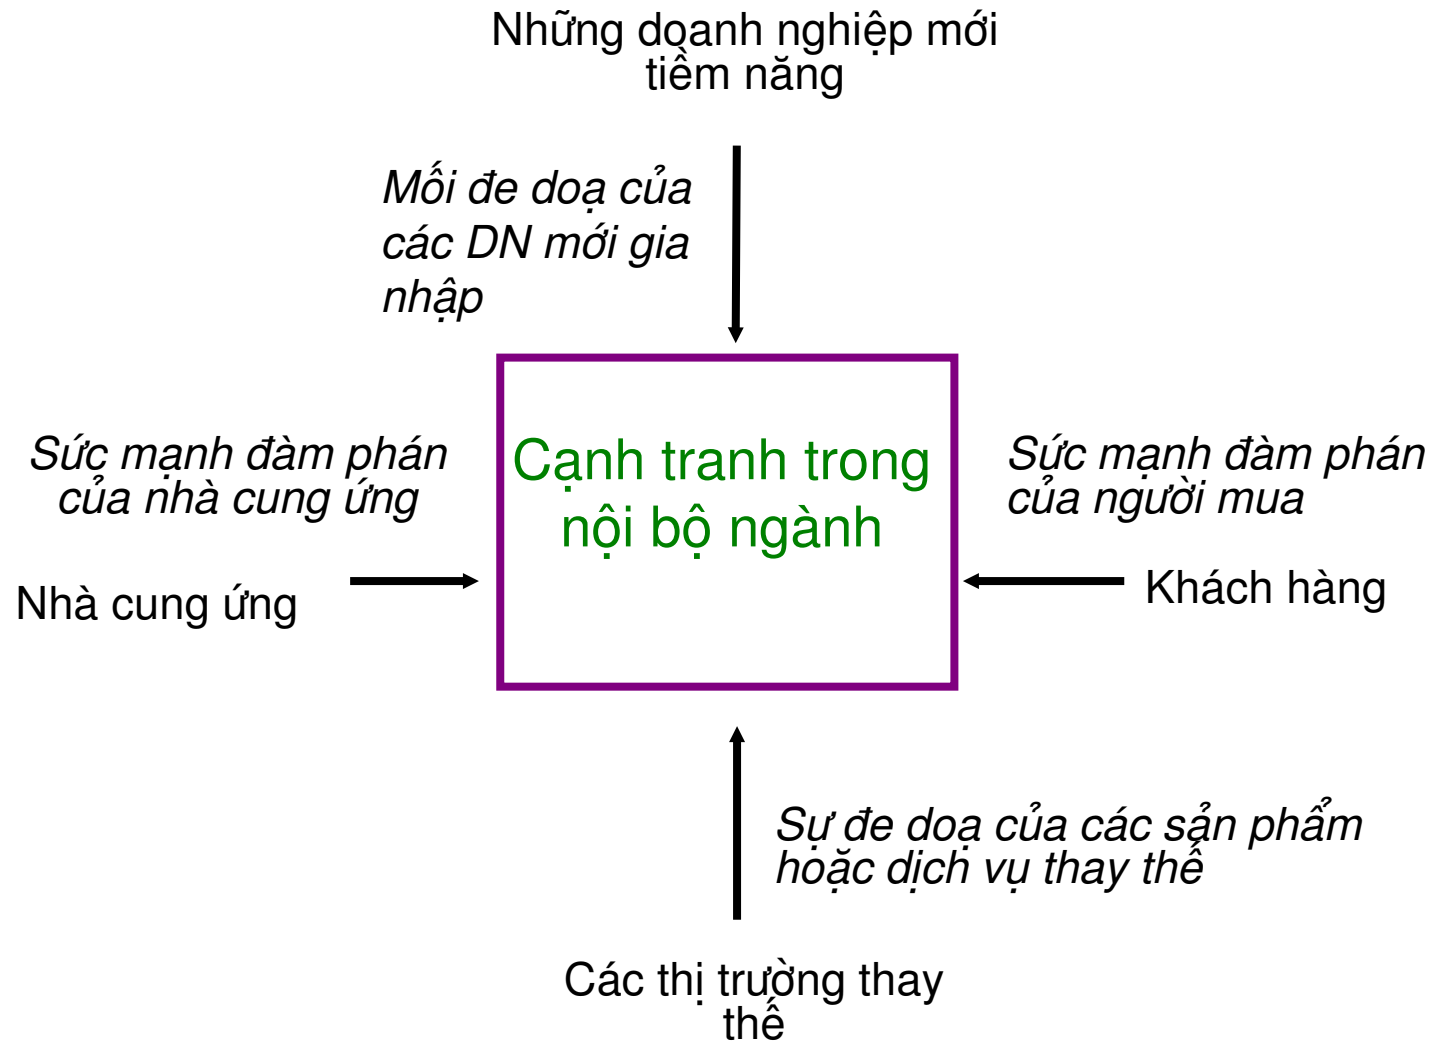 Những doanh nghiệp mới
tiềm năng
Mối đe doạ của
các DN mới gia
nhập
Sức mạnh đàm phán
của nhà cung ứng
Nhà cung ứng
Cạnh tranh trong
nội bộ ngành
Sức mạnh đàm phán
của người mua
Khách hàng
Sự đe doạ của các sản phẩm
hoặc dịch vụ thay thế
Các thị trường thay
thế